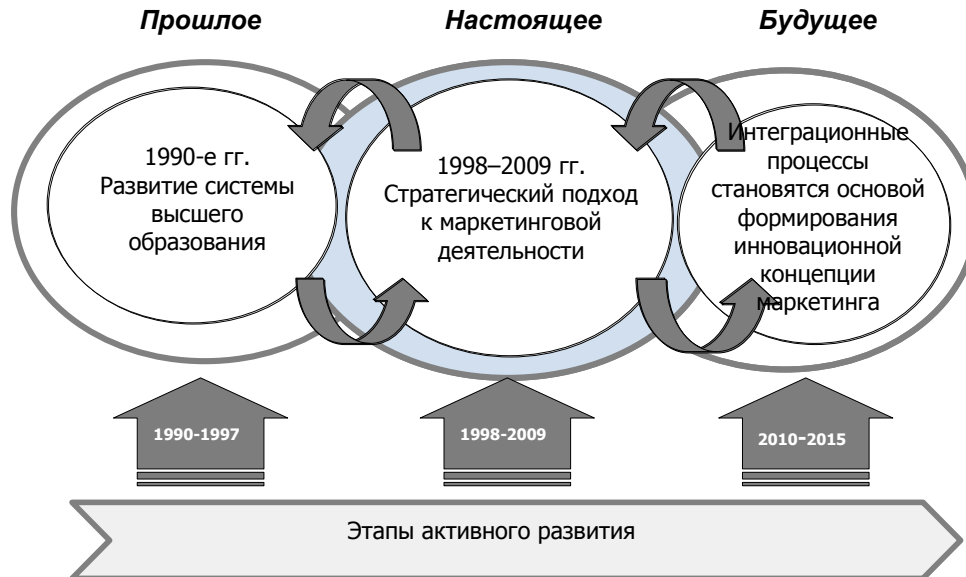 Прошлое
Настоящее
Будущее
1990-е гг.
Развитие системы
высшего
образования
1998–2009 гг.
Стратегический подход
к маркетинговой
деятельности
Интеграционные
процессы
становятся основой
формирования
инновационной
концепции
маркетинга
1990-1997
1998-2009
2010-2015
Этапы активного развития